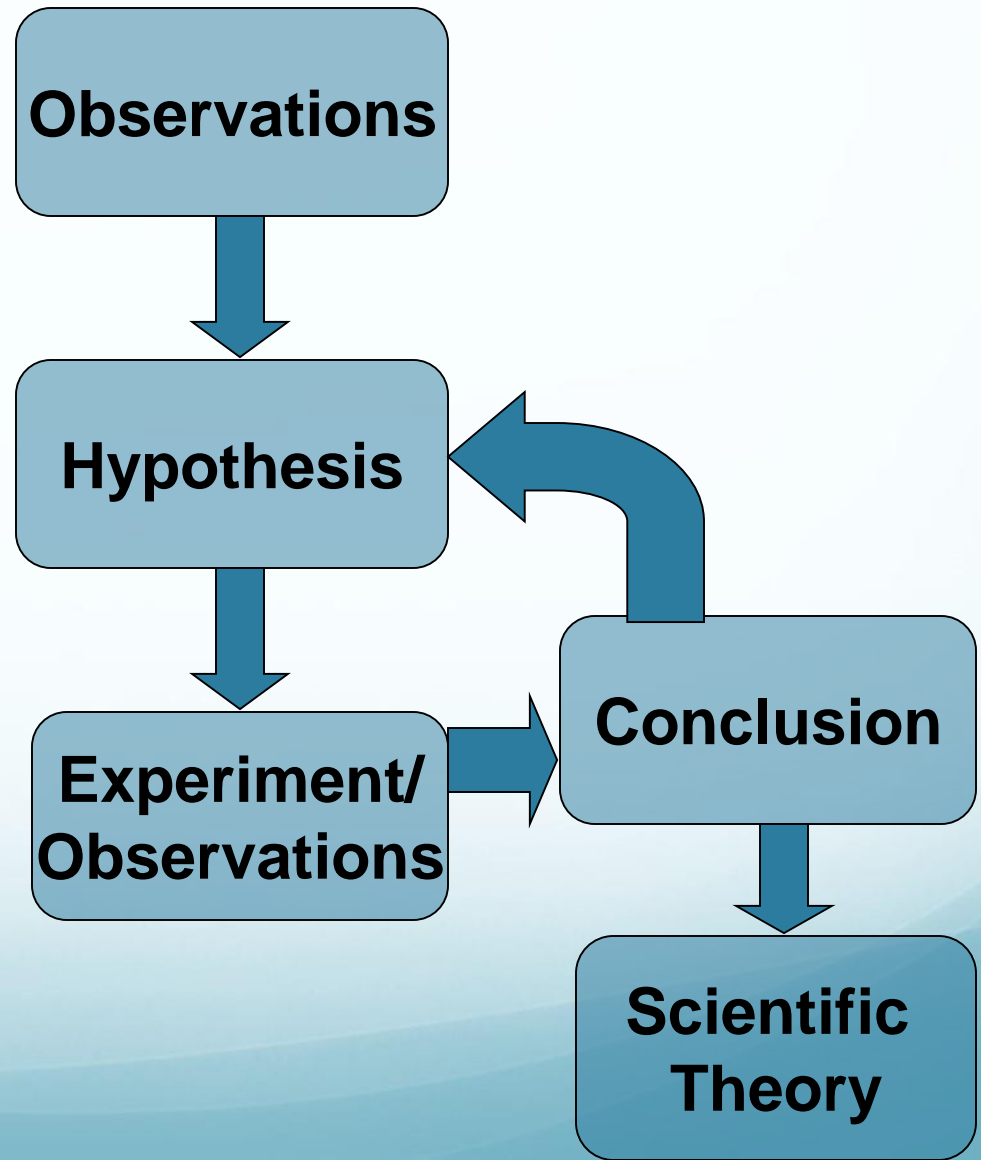 Observations
Hypothesis
Experiment/
Observations
Conclusion
Scientific
Theory